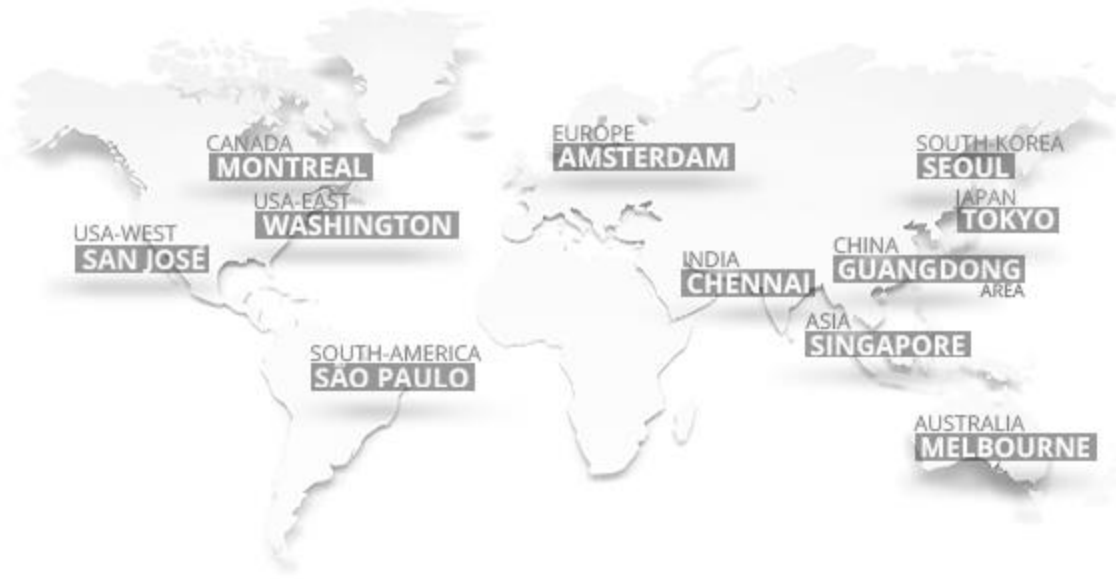 EUROPE
AMSTERDAM
CANADA
MONTREAL
SOUTH-KOREA
SEOUL
USA-EAST
WASHINGTON
JAPAN
TOKYO
USA-WEST
SAN JOSÉ
CHINA
GUANGDONG
AREA
INDIA
CHENNAI
ASIA
SINGAPORE
SOUTH-AMERICA
SÃO PAULO
AUSTRALIA
MELBOURNE